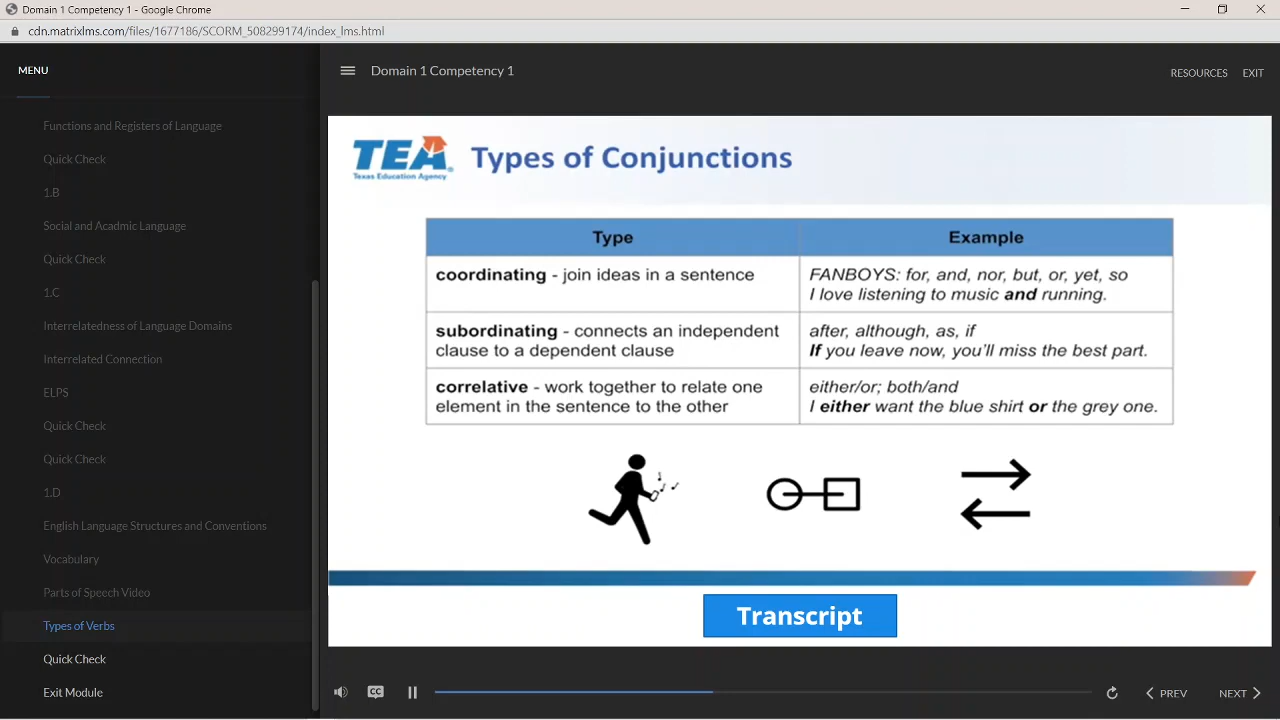 Domain 1 Competency 1 - Google Chrome
cdn.matrixlms.com/files/1677186/SCORM_508299174/index_lms.html
MENU
Domain 1 Competency 1
RESOURCES
EXIT
Functions and Registers of Language
Quick Check
1.B
Social and Acadmic Language
Quick Check
1.C
Interrelatedness of Language Domains
Interrelated Connection
ELPS
Quick Check
Quick Check
1.D
English Language Structures and Conventions
Vocabulary
Parts of Speech Video
Types of Verbs
Quick Check
Exit Module
TEA
Texas Education Agency
Types of Conjunctions
Type
Example
coordinating - join ideas in a sentence
FANBOYS: for, and, nor, but, or, yet, so
I love listening to music and running.
subordinating - connects an independent
clause to a dependent clause
after, although, as, if
If you leave now, you'll miss the best part.
correlative - work together to relate one
element in the sentence to the other
either/or; both/and
I either want the blue shirt or the grey one.
Transcript
CC
PREV
NEXT